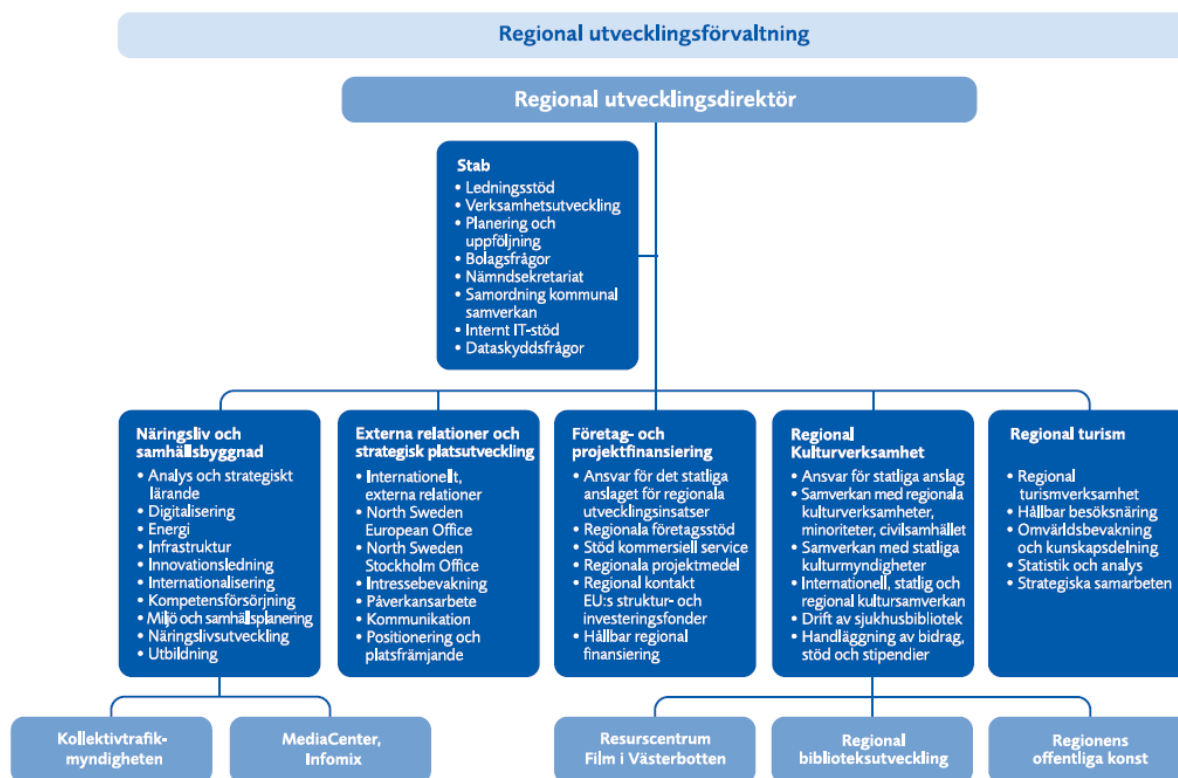 Regional utvecklingsförvaltning
Regional utvecklingsdirektör
Stab
• Ledningsstöd
• Verksamhetsutveckling
• Planering och
uppföljning
• Bolagsfrågor
• Nämndsekretariat
• Samordning kommunal
samverkan
• Internt IT-stöd
• Dataskyddsfrågor
Näringsliv och
samhällsbyggnad
• Analys och strategiskt
lärande
• Digitalisering
• Energi
• Infrastruktur
• Innovationsledning
• Internationalisering
• Kompetensförsörjning
• Miljö och samhällsplanering
• Näringslivsutveckling
• Utbildning
Externa relationer och
strategisk platsutveckling
• Internationellt,
externa relationer
• North Sweden
European Office
• North Sweden
Stockholm Office
• Intressebevakning
• Påverkansarbete
• Kommunikation
• Positionering och
platsfrämjande
Företag- och
projektfinansiering
• Ansvar för det statliga
anslaget för regionala
utvecklingsinsatser
• Regionala företagsstöd
• Stöd kommersiell service
• Regionala projektmedel
• Regional kontakt
EU:s struktur- och
investeringsfonder
• Hållbar regional
finansiering
Regional
Kulturverksamhet
• Ansvar för statliga anslag
• Samverkan med regionala
kulturverksamheter,
minoriteter, civilsamhället
• Samverkan med statliga
kulturmyndigheter
• Internationell, statlig och
regional kultursamverkan
• Drift av sjukhusbibliotek
• Handläggning av bidrag,
stöd och stipendier
Regional turism
• Regional
turismverksamhet
• Hållbar besöksnäring
• Omvärldsbevakning
och kunskapsdelning
• Statistik och analys
• Strategiska samarbeten
Kollektivtrafik-
myndigheten
MediaCenter,
Infomix
Resurscentrum
Film i Västerbotten
Regional
biblioteksutveckling
Regionens
offentliga konst